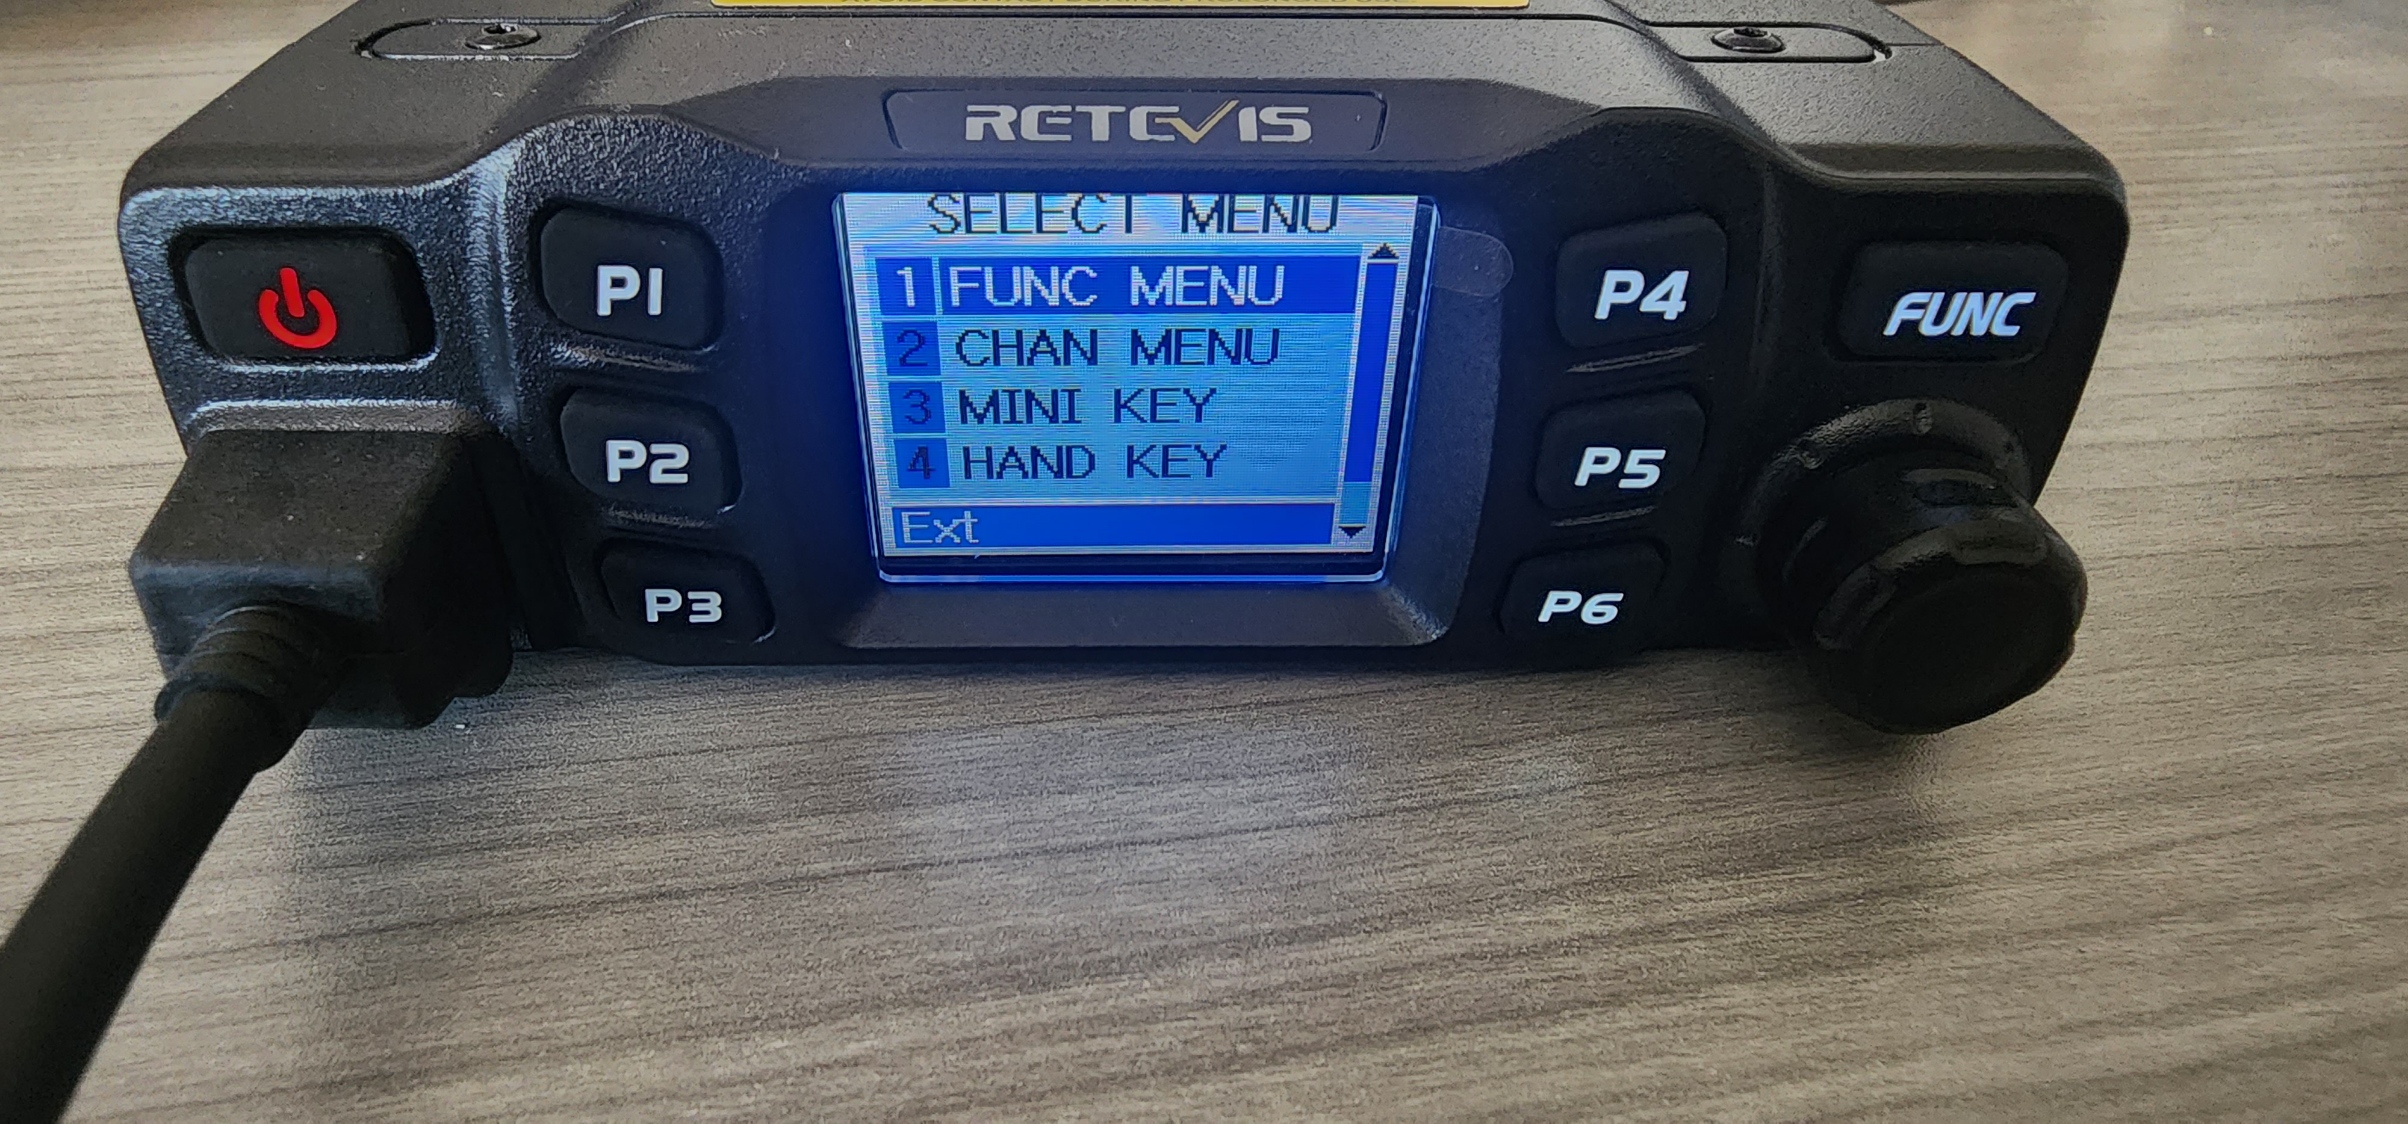 RETEVIS
SELECT MENU
1 FUNC MENU
2 CHAN MENU
3 MINI KEY
4 HAND KEY
Ext
P1
P2
P3
P4
P5
P6
FUNC